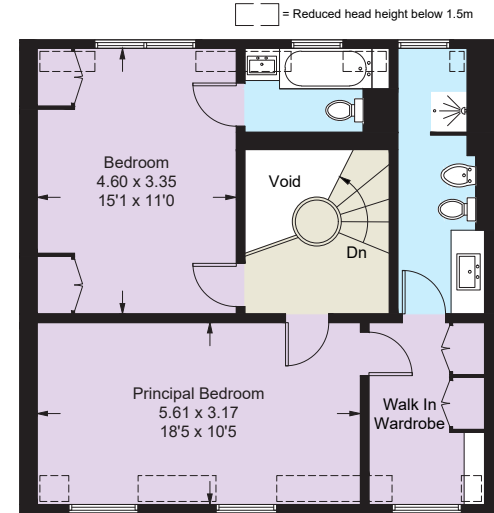 = Reduced head height below 1.5m
Bedroom
4.60 x 3.35
15'1 x 11'0
Void
Dn
Principal Bedroom
5.61 x 3.17
18'5 x 10'5
Walk In
Wardrobe